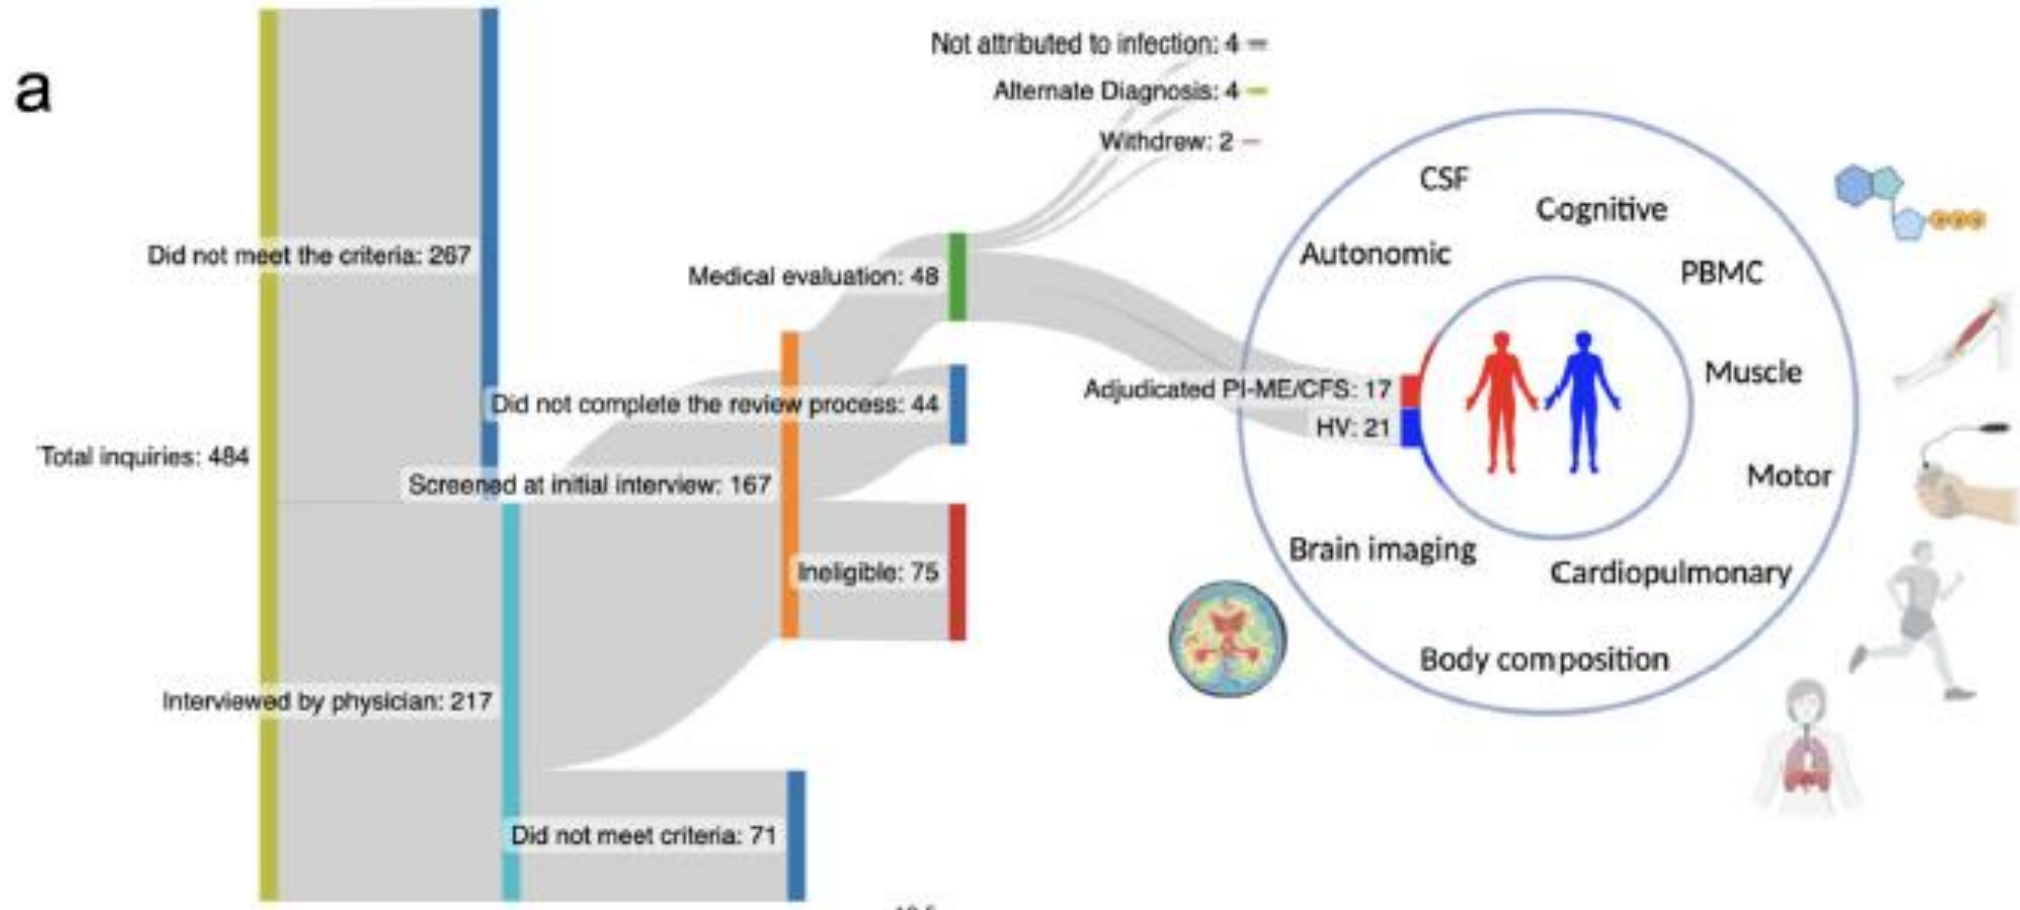 a
Not attributed to infection: 4
Alternate Diagnosis: 4
Withdrew: 2
CSF
Cognitive
Autonomic
PBMC
Did not meet the criteria: 267
Medical evaluation: 48
Muscle
Adjudicated PI-ME/CFS: 17
Did not complete the review process: 44
HV: 21
Total inquiries: 484
Screened at initial interview: 167
Motor
Brain imaging
Ineligible: 75
Cardiopulmonary
Body composition
Interviewed by physician: 217
Did not meet criteria: 71